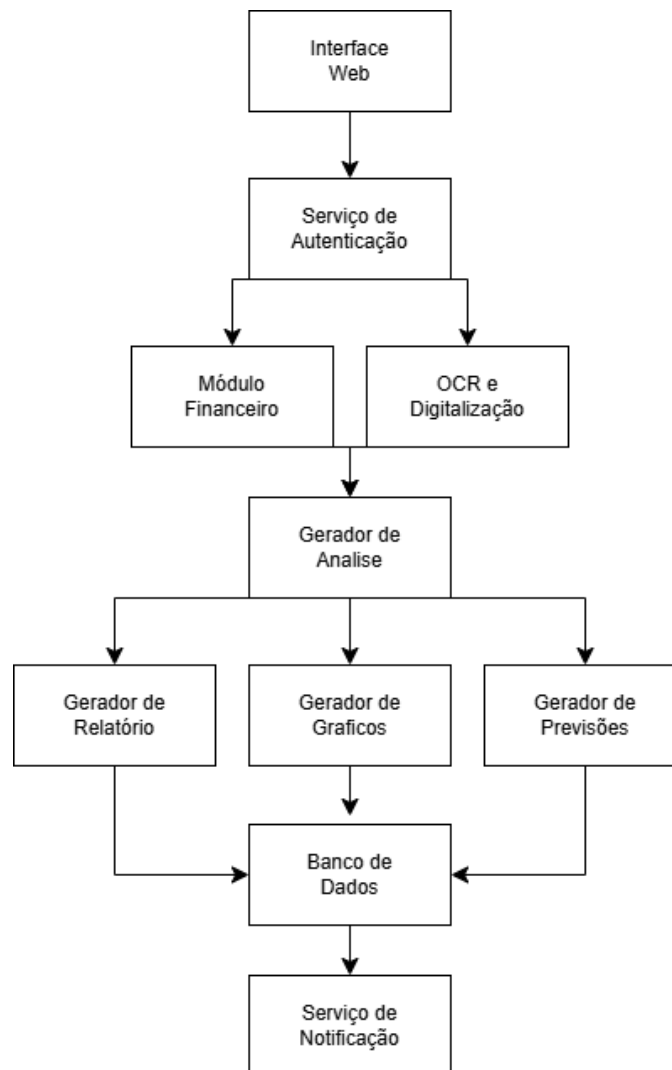 Interface
Web
Serviço de
Autenticação
Módulo
Financeiro
OCR e
Digitalização
Gerador de
Analise
Gerador de
Relatório
Gerador de
Graficos
Gerador de
Previsões
Banco de
Dados
Serviço de
Notificação